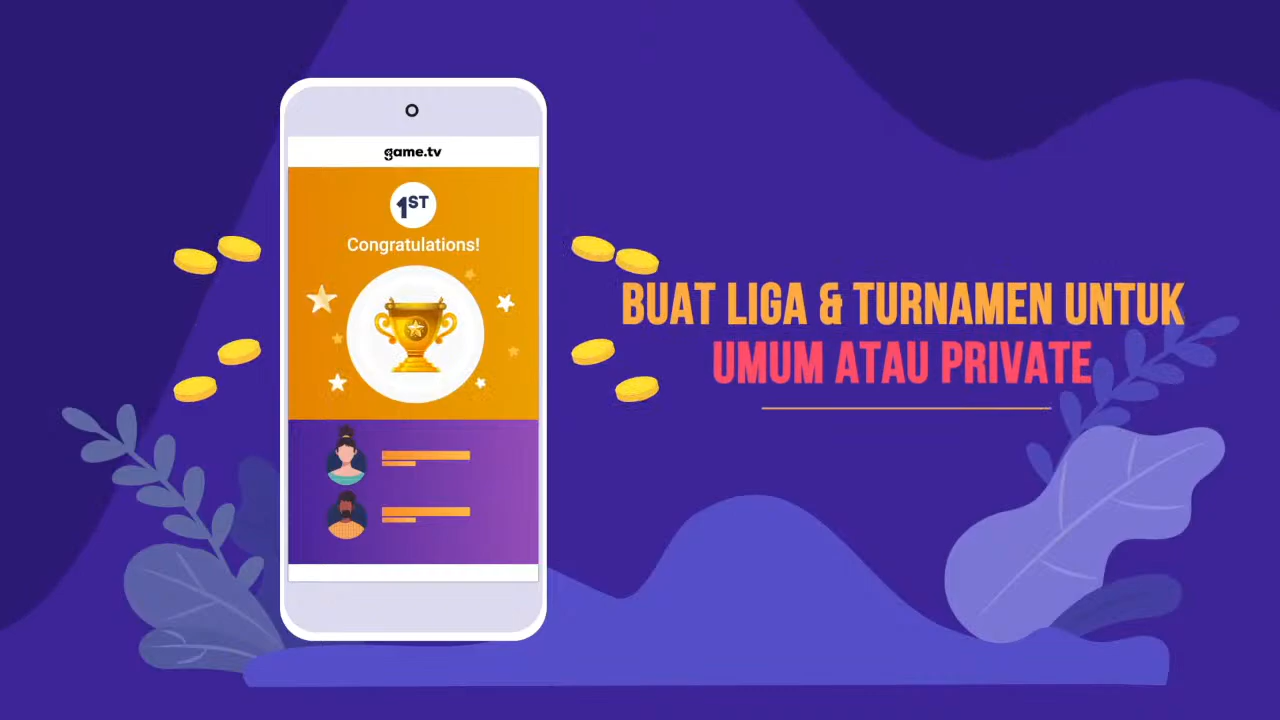 game.tv
1ST
Congratulations!
BUAT LIGA & TURNAMEN UNTUK
UMUM ATAU PRIVATE